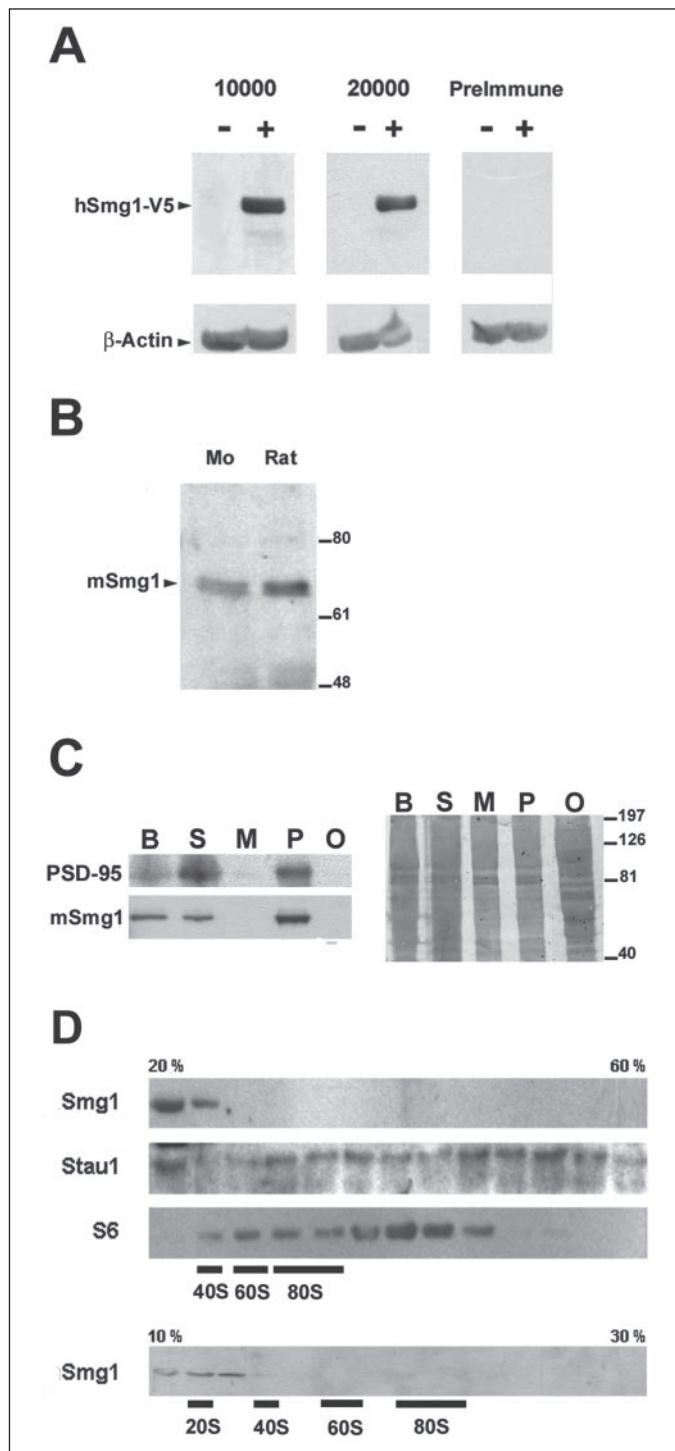 A
10000 20000 PreImmune
- + - + - +
hSmg1-V5
β-Actin
B
Mo Rat
80
mSmg1
61
48
C
B S M P O B S M P O
197
126
PSD-95
81
mSmg1
40
D
20 % 60 %
Smg1
Stau1
S6
40S 60S 80S
10 % 30 %
Smg1
20S 40S 60S 80S